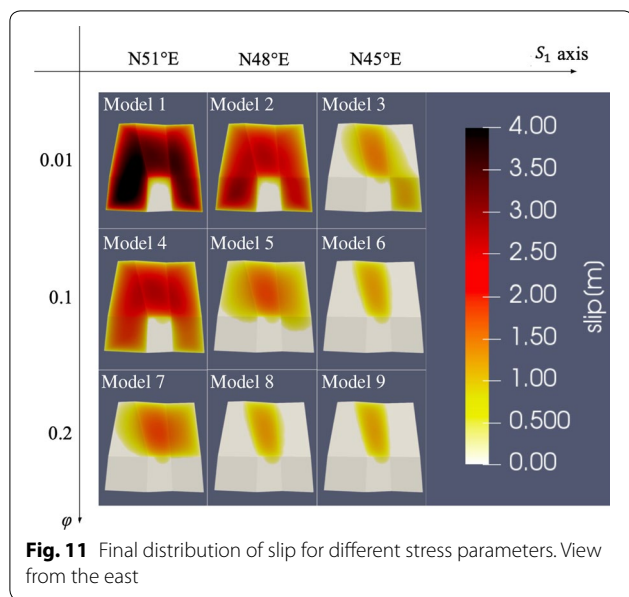 N51°E N48°E N45°E S₁ axis
Model 1 Model 2 Model 3
0.01
Model 4 Model 5 Model 6
0.1
Model 7 Model 8 Model 9
0.2
φ
4.00
3.50
3.00
2.50
2.00
1.50
1.00
0.500
0.00
slip(m)
Fig. 11 Final distribution of slip for different stress parameters. View
from the east